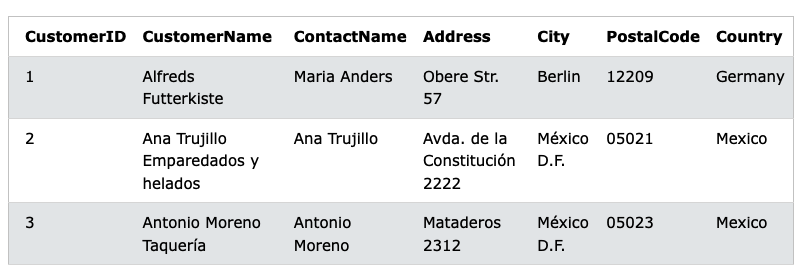 CustomerID CustomerName ContactName Address City PostalCode Country
1 Alfreds Maria Anders Obere Str. Berlin 12209 Germany
Futterkiste 57
2 Ana Trujillo Ana Trujillo Avda. de la México 05021 Mexico
Emparedados y Constitución D.F.
helados 2222
3 Antonio Moreno Antonio Mataderos México 05023 Mexico
Taquería Moreno 2312 D.F.